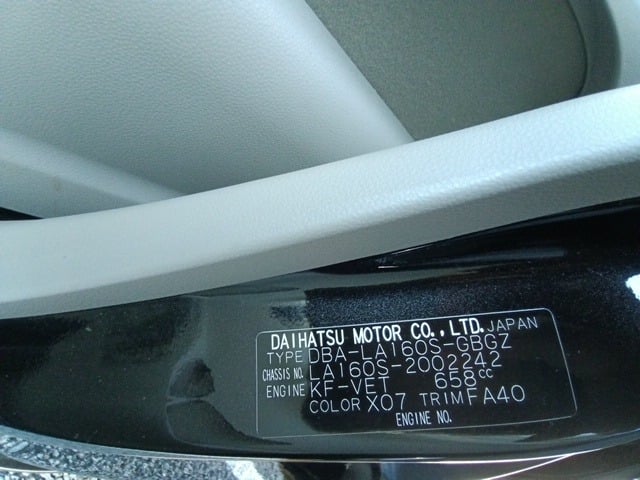 DAIHATSU MOTOR CO.,LTD. JAPAN
TYPE DBA-LA160S-GBGZ
CHASSIS NO. LA160S-2002242
ENGINE KF-VET 658cc
COLOR X07 TRIM FA40
ENGINE NO.